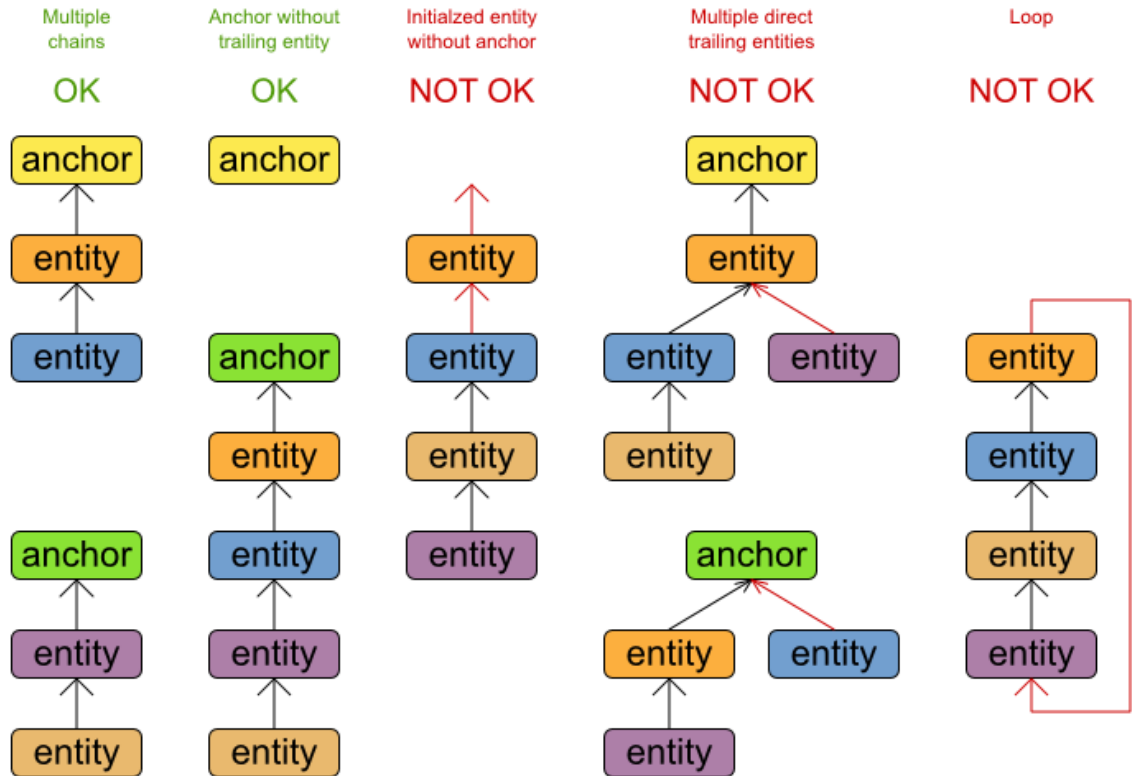 Multiple
chains
OK
anchor
entity
entity
anchor
entity
entity
Anchor without
trailing entity
OK
anchor
anchor
entity
entity
entity
entity
Initialzed entity
without anchor
NOT OK
entity
entity
entity
entity
Multiple direct
trailing entities
NOT OK
anchor
entity
entity
entity
entity
anchor
entity
entity
entity
Loop
NOT OK
entity
entity
entity
entity